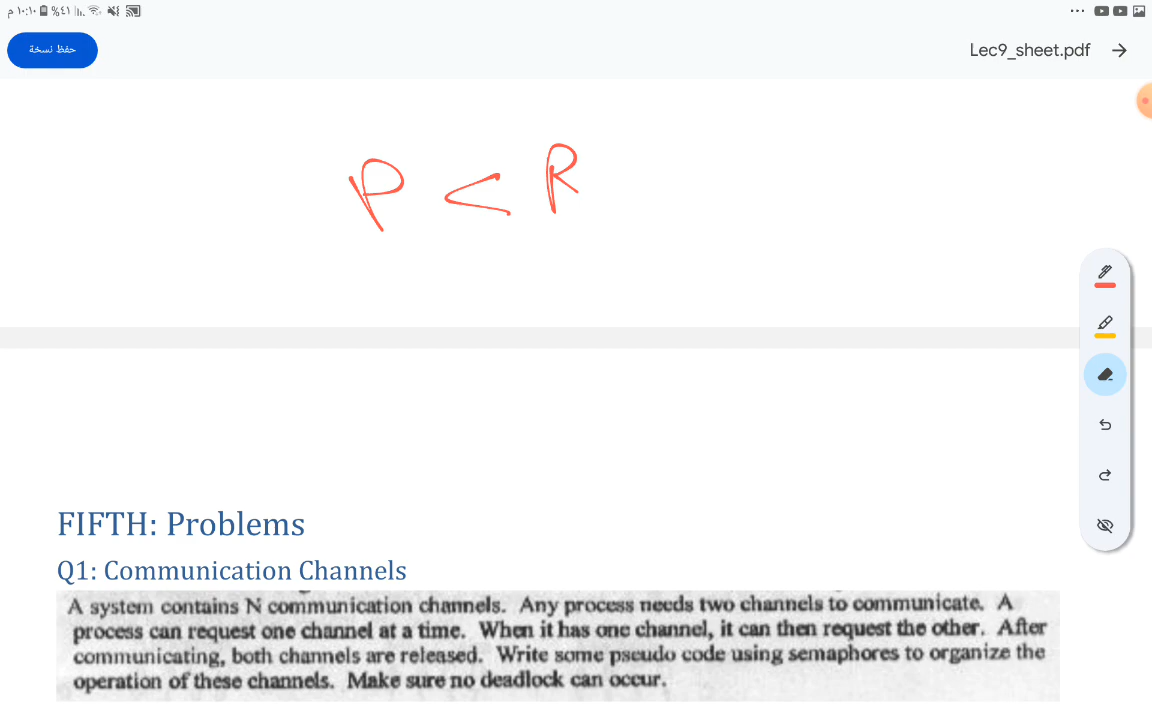 ١٠:١٠ م %٤١
حفظ نسخة
Lec9_sheet.pdf
P < R
FIFTH: Problems
Q1: Communication Channels
A system contains N communication channels. Any process needs two channels to communicate. A
process can request one channel at a time. When it has one channel, it can then request the other. After
communicating, both channels are released. Write some pseudo code using semaphores to organize the
operation of these channels. Make sure no deadlock can occur.